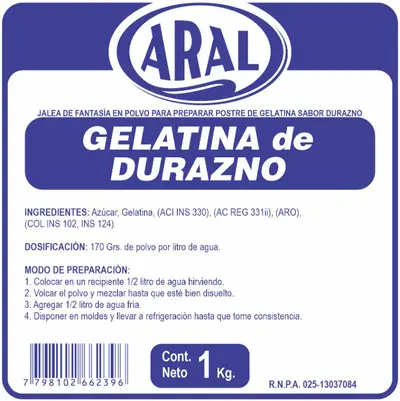 ARAL
JALEA DE FANTASÍA EN POLVO PARA PREPARAR POSTRE DE GELATINA SABOR DURAZNO
GELATINA de
DURAZNO
INGREDIENTES: Azúcar, Gelatina, (ACI INS 330), (AC REG 331ii), (ARO),
(COL INS 102, INS 124).
DOSIFICACIÓN: 170 Grs. de polvo por litro de agua.
MODO DE PREPARACIÓN:
1. Colocar en un recipiente 1/2 litro de agua hirviendo.
2. Volcar el polvo y mezclar hasta que esté bien disuelto.
3. Agregar 1/2 litro de agua fría.
4. Disponer en moldes y llevar a refrigeración hasta que tome consistencia.
7 798102 662396
Cont.
Neto 1 Kg.
R.N.P.A. 025-13037084